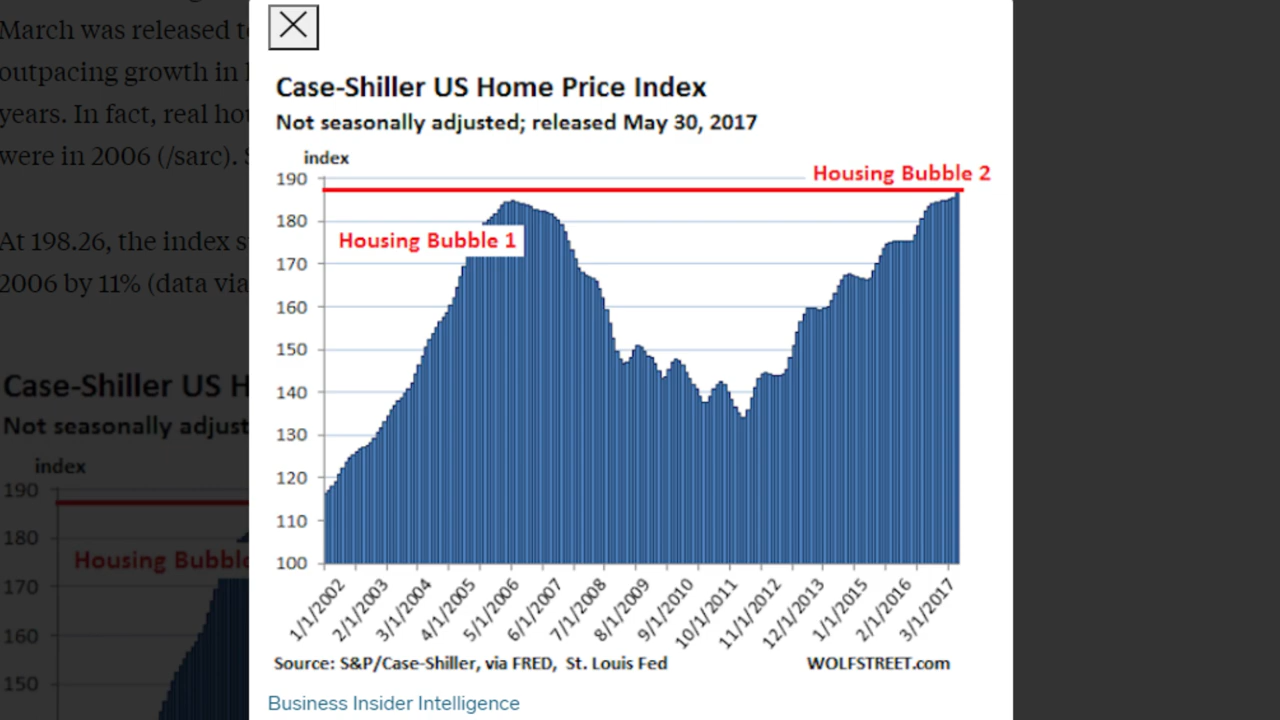 March was released t
outpacing growth in
years. In fact, real ho
were in 2006 (/sarc).
At 198.26, the index s
2006 by 11% (data via
Case-Shiller US H
Not seasonally adjust
index
190
180
Housing Bubble
170
160
150
Case-Shiller US Home Price Index
Not seasonally adjusted; released May 30, 2017
index
Housing Bubble 2
190
180
Housing Bubble 1
170
160
150
140
130
120
110
100
1/1/2002
2/1/2003
3/1/2004
4/1/2005
5/1/2006
6/1/2007
7/1/2008
8/1/2009
9/1/2010
10/1/2011
11/1/2012
12/1/2013
1/1/2015
2/1/2016
3/1/2017
Source: S&P/Case-Shiller, via FRED, St. Louis Fed
WOLFSTREET.com
Business Insider Intelligence